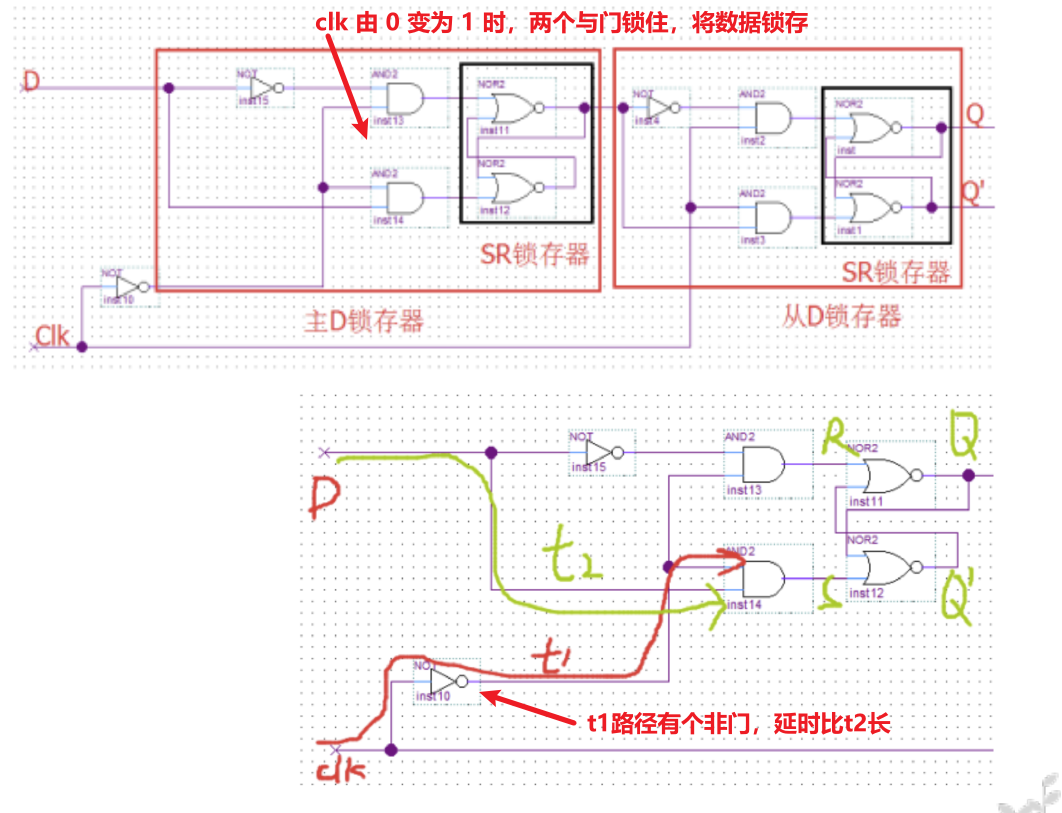 clk 由 0 变为 1 时，两个与门锁住，将数据锁存
D
NOT
inst15
AND2
inst13
NOR2
inst11
AND2
inst14
NOR2
inst12
SR锁存器
NOT
inst10
主D锁存器
Clk
NOT
inst4
AND2
inst2
NOR2
inst
Q
AND2
inst3
NOR2
inst1
Q'
SR锁存器
从D锁存器
D
NOT
inst15
AND2
inst13
R
NOR2
inst11
Q
t2
AND2
inst14
S
NOR2
inst12
Q'
t1
NOT
inst10
t1路径有个非门，延时比t2长
clk